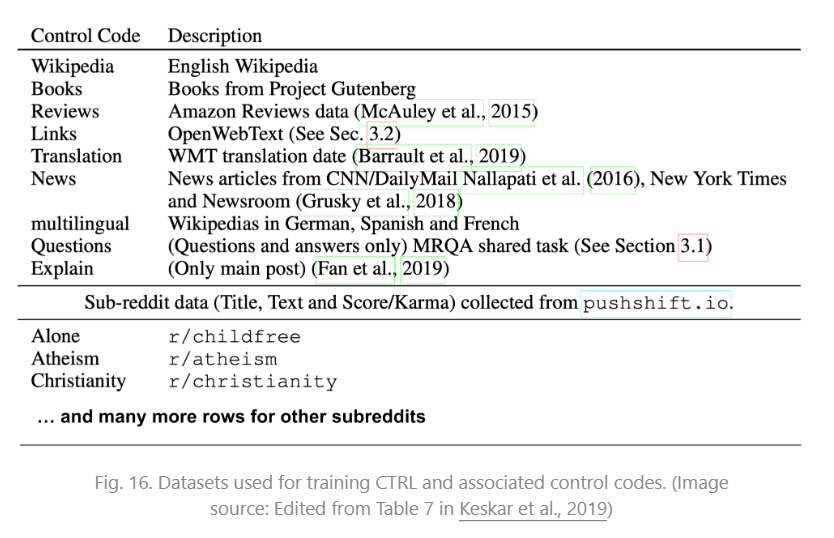 Control Code Description
Wikipedia English Wikipedia
Books Books from Project Gutenberg
Reviews Amazon Reviews data (McAuley et al., 2015)
Links OpenWebText (See Sec. 3.2)
Translation WMT translation date (Barrault et al., 2019)
News News articles from CNN/DailyMail Nallapati et al. (2016), New York Times
and Newsroom (Grusky et al., 2018)
multilingual Wikipedias in German, Spanish and French
Questions (Questions and answers only) MRQA shared task (See Section 3.1)
Explain (Only main post) (Fan et al., 2019)
Sub-reddit data (Title, Text and Score/Karma) collected from pushshift.io.
Alone r/childfree
Atheism r/atheism
Christianity r/christianity
... and many more rows for other subreddits
Fig. 16. Datasets used for training CTRL and associated control codes. (Image
source: Edited from Table 7 in Keskar et al., 2019)